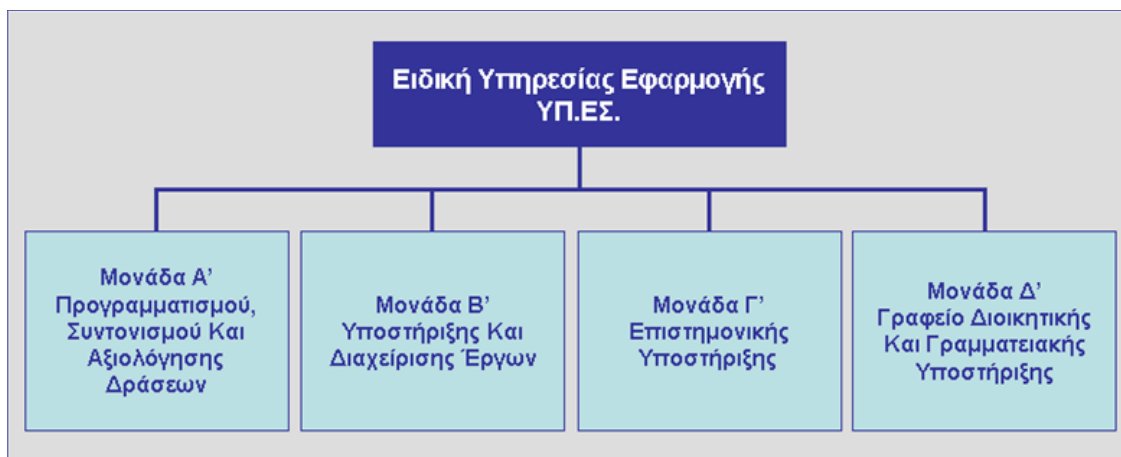 Ειδική Υπηρεσίας Εφαρμογής
ΥΠ.ΕΣ.
Μονάδα Α’
Προγραμματισμού,
Συντονισμού Και
Αξιολόγησης
Δράσεων
Μονάδα Β’
Υποστήριξης Και
Διαχείρισης Έργων
Μονάδα Γ’
Επιστημονικής
Υποστήριξης
Μονάδα Δ’
Γραφείο Διοικητικής
Και Γραμματειακής
Υποστήριξης